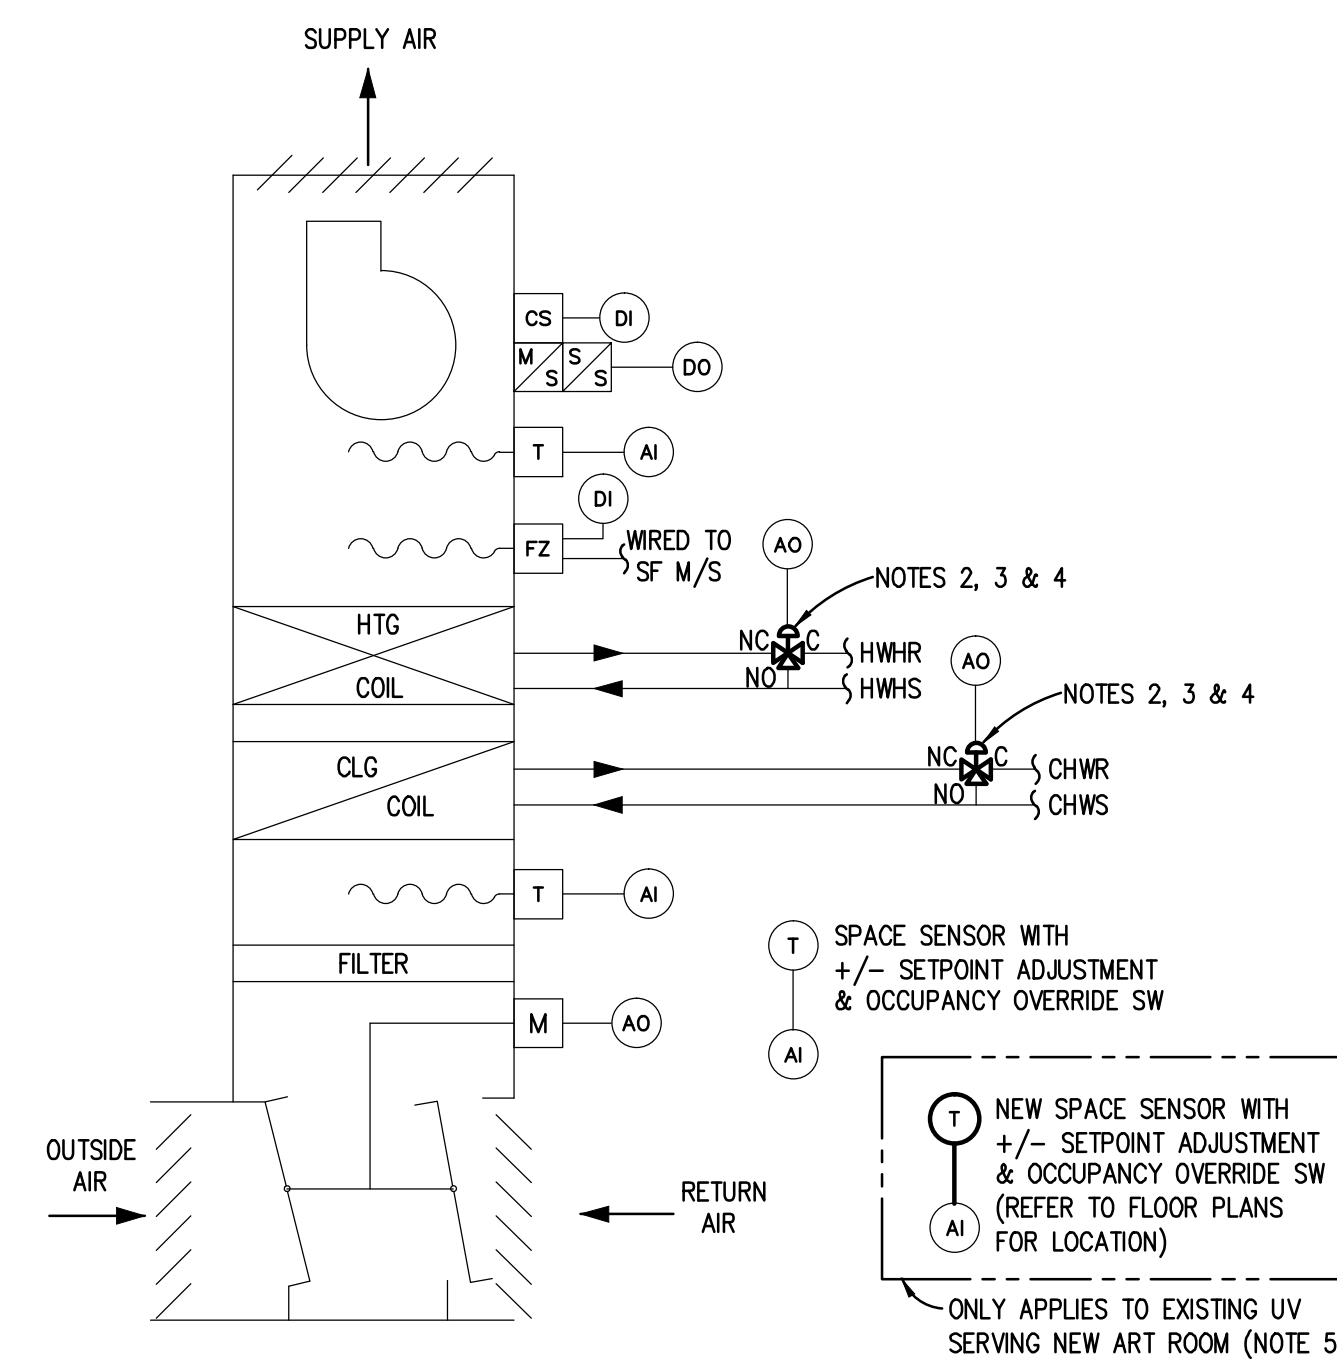 SUPPLY AIR
CS
DI
M
S
S
S
DO
T
AI
DI
FZ
WIRED TO
SF M/S
AO
NOTES 2, 3 & 4
HTG
COIL
NC
C
HWHR
NO
HWHS
AO
NOTES 2, 3 & 4
CLG
COIL
NC
C
CHWR
NO
CHWS
T
AI
FILTER
M
AO
T
AI
SPACE SENSOR WITH
+/- SETPOINT ADJUSTMENT
& OCCUPANCY OVERRIDE SW
OUTSIDE
AIR
RETURN
AIR
T
AI
NEW SPACE SENSOR WITH
+/- SETPOINT ADJUSTMENT
& OCCUPANCY OVERRIDE SW
(REFER TO FLOOR PLANS
FOR LOCATION)
ONLY APPLIES TO EXISTING UV
SERVING NEW ART ROOM (NOTE 5